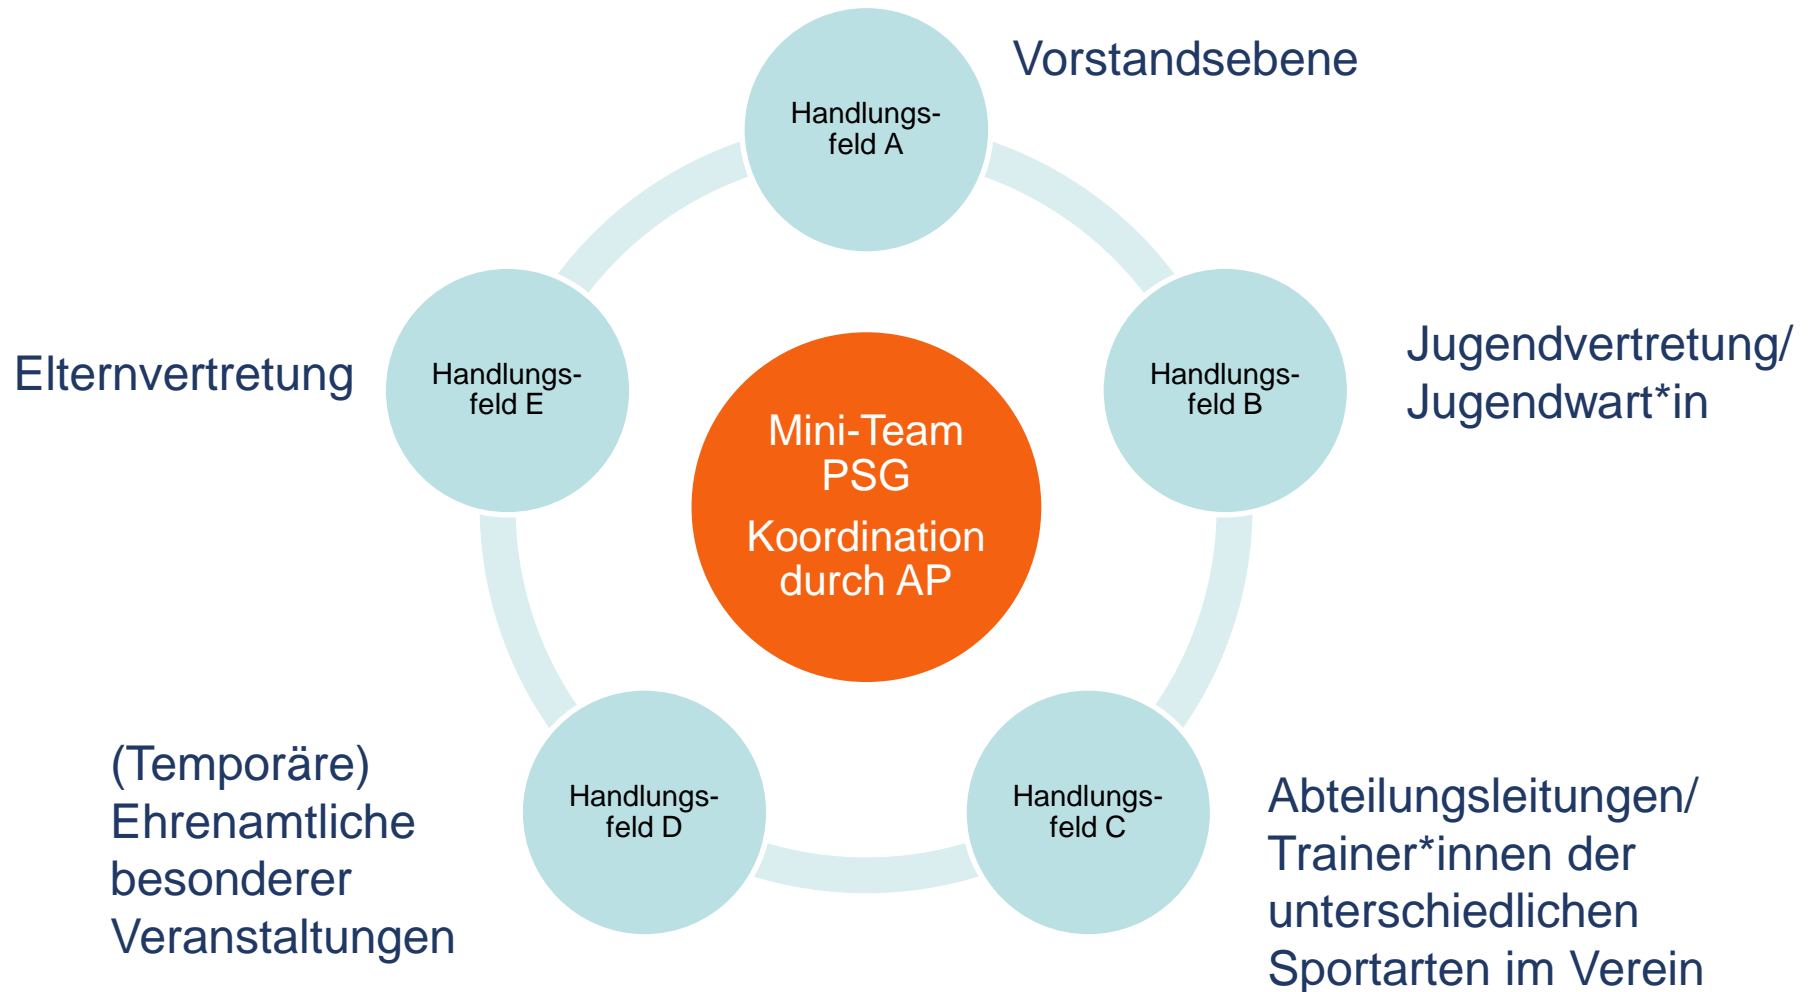 Vorstandsebene
Handlungs-
feld A
Jugendvertretung/
Jugendwart*in
Handlungs-
feld B
Abteilungsleitungen/
Trainer*innen der
unterschiedlichen
Sportarten im Verein
Handlungs-
feld C
(Temporäre)
Ehrenamtliche
besonderer
Veranstaltungen
Handlungs-
feld D
Elternvertretung
Handlungs-
feld E
Mini-Team
PSG
Koordination
durch AP